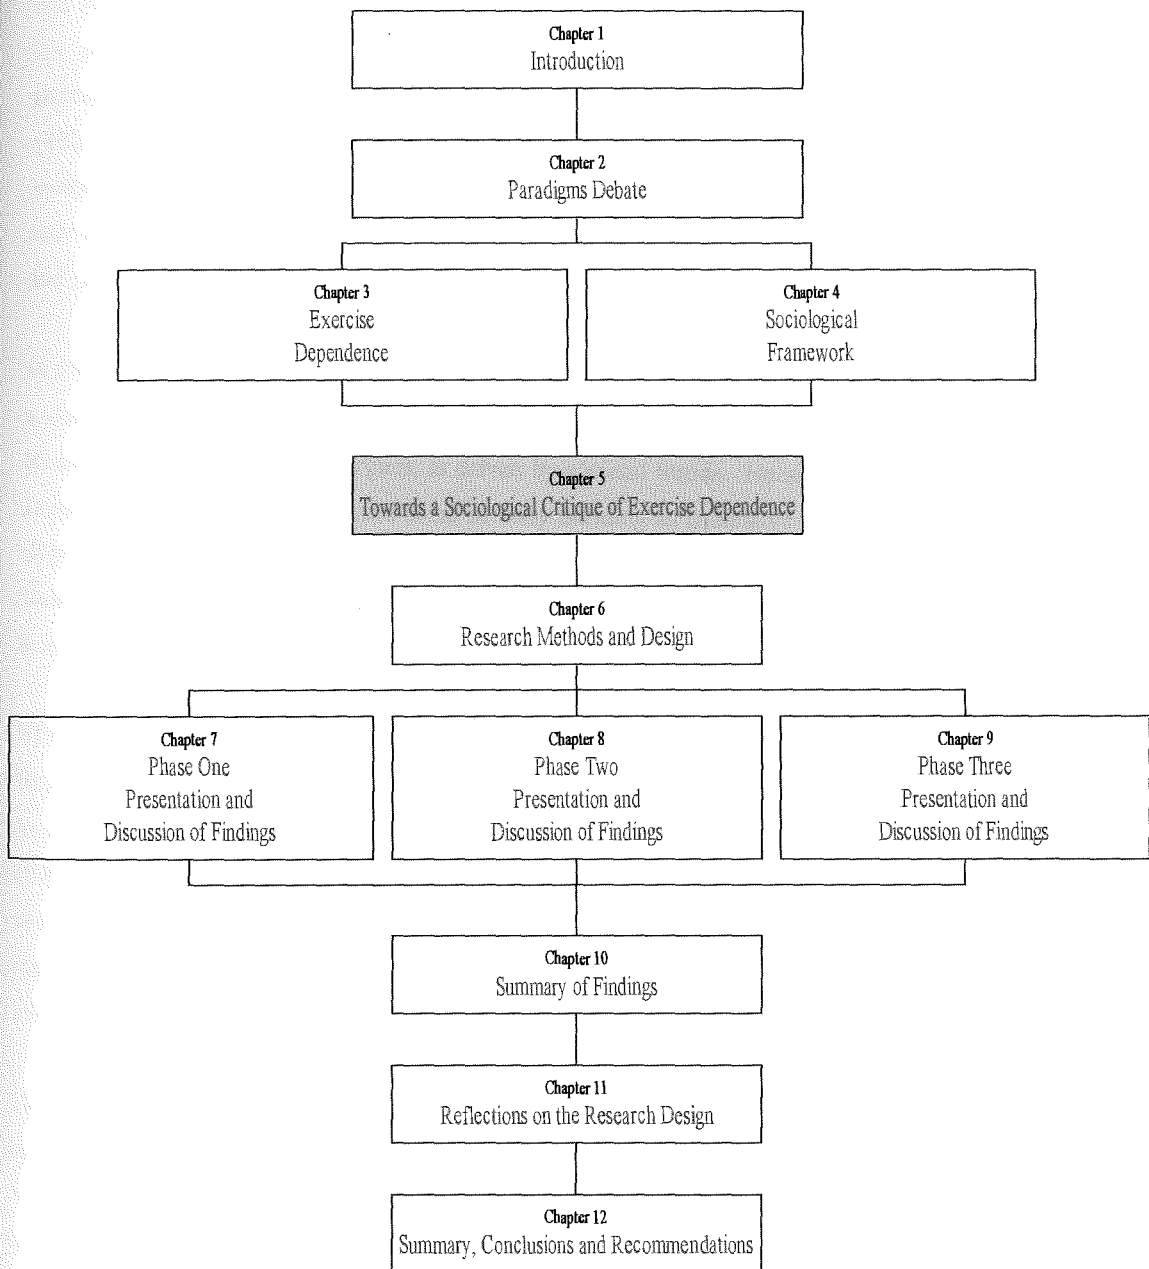 Chapter 1
Introduction
Chapter 2
Paradigms Debate
Chapter 3
Exercise
Dependence
Chapter 4
Sociological
Framework
Chapter 5
Towards a Sociological Critique of Exercise Dependence
Chapter 6
Research Methods and Design
Chapter 7
Phase One
Presentation and
Discussion of Findings
Chapter 8
Phase Two
Presentation and
Discussion of Findings
Chapter 9
Phase Three
Presentation and
Discussion of Findings
Chapter 10
Summary of Findings
Chapter 11
Reflections on the Research Design
Chapter 12
Summary, Conclusions and Recommendations